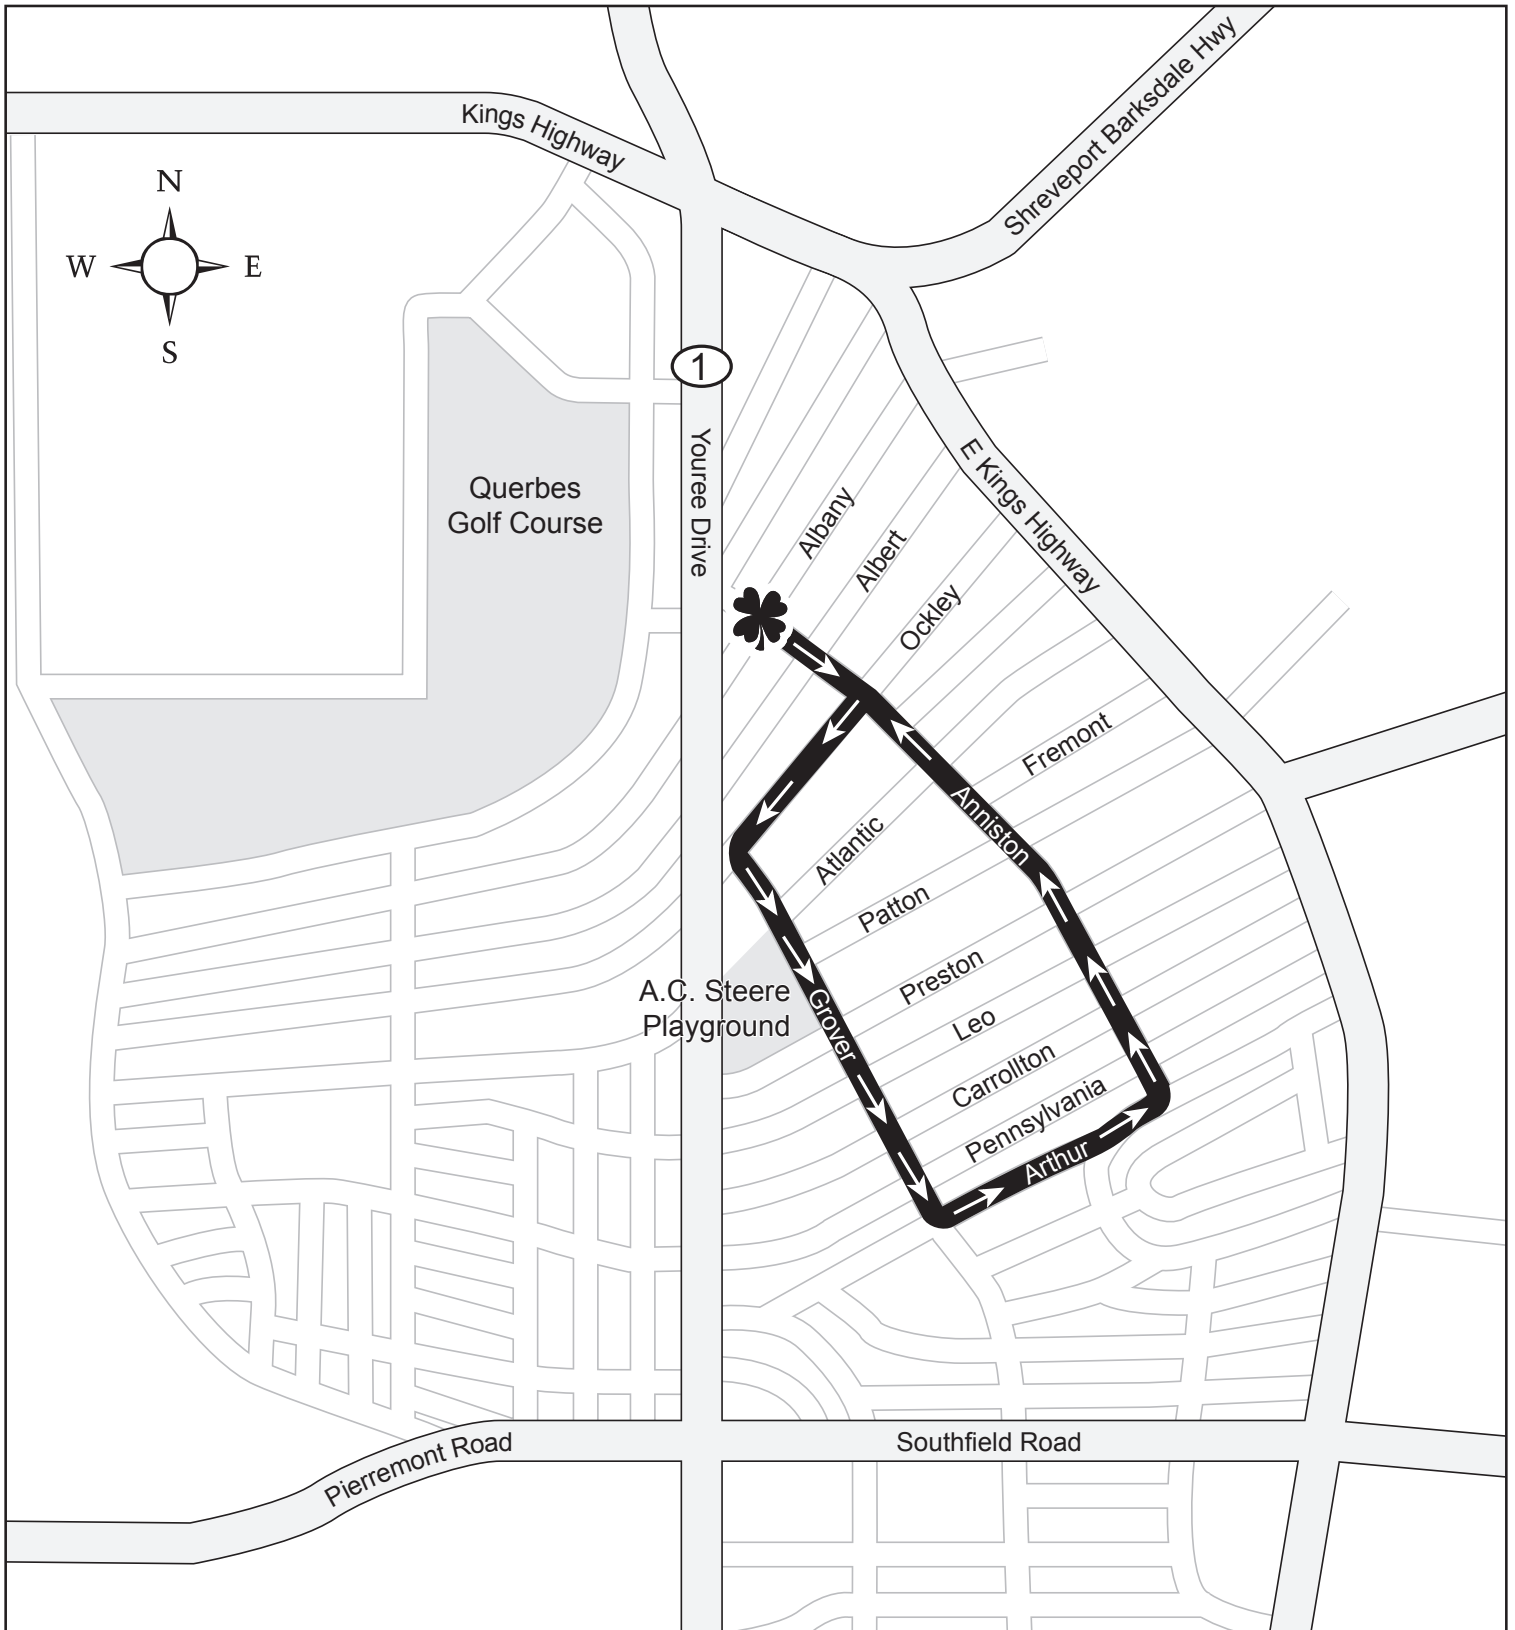 Kings Highway
Shreveport Barksdale Hwy
N
W
E
S
1
Youree Drive
E Kings Highway
Querbes
Golf Course
Albany
Albert
Ockley
Fremont
Anniston
Atlantic
Patton
Preston
A.C. Steere
Playground
Grover
Leo
Carrollton
Pennsylvania
Arthur
Pierremont Road
Southfield Road